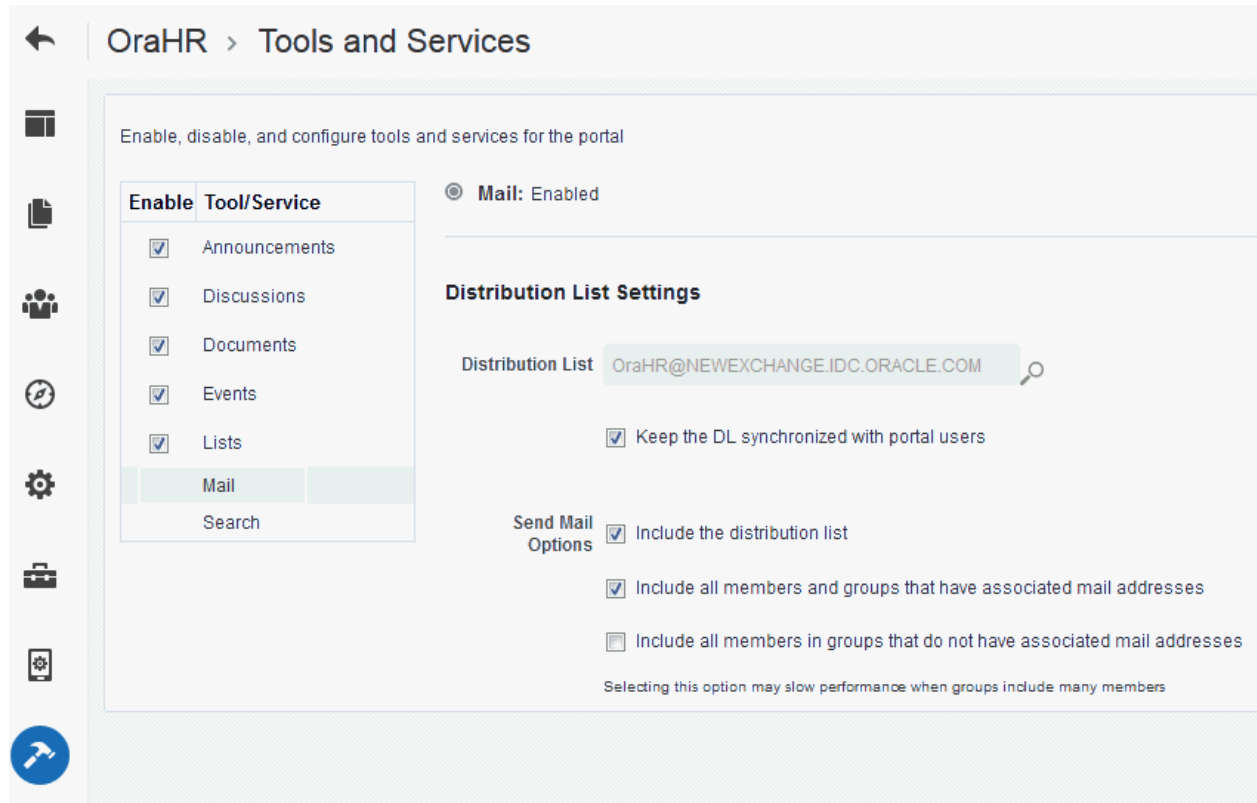 OraHR > Tools and Services
Enable, disable, and configure tools and services for the portal
Enable Tool/Service
Announcements
Discussions
Documents
Events
Lists
Mail
Search
Mail: Enabled
Distribution List Settings
Distribution List OraHR@NEWEXCHANGE.IDC.ORACLE.COM
Keep the DL synchronized with portal users
Send Mail
Options
Include the distribution list
Include all members and groups that have associated mail addresses
Include all members in groups that do not have associated mail addresses
Selecting this option may slow performance when groups include many members